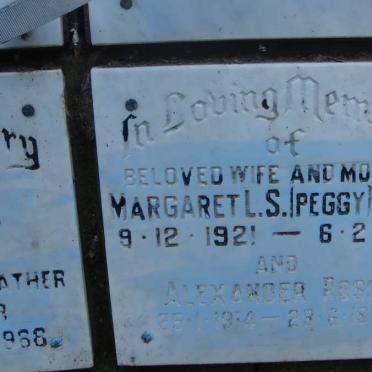 ry
ATHER
R
In Loving Mem
of
BELOVED WIFE AND MO
MARGARET L.S. (PEGGY)
9·12·1921 — 6·2
AND
ALEXANDER